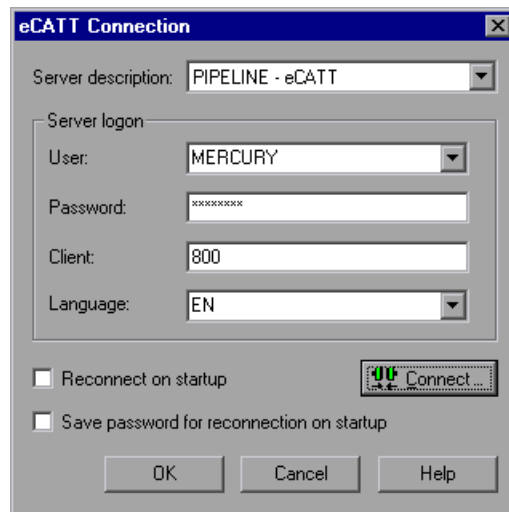 eCATT Connection
Server description: PIPELINE - eCATT
Server logon
User: MERCURY
Password: ********
Client: 800
Language: EN
Reconnect on startup Connect...
Save password for reconnection on startup
OK Cancel Help